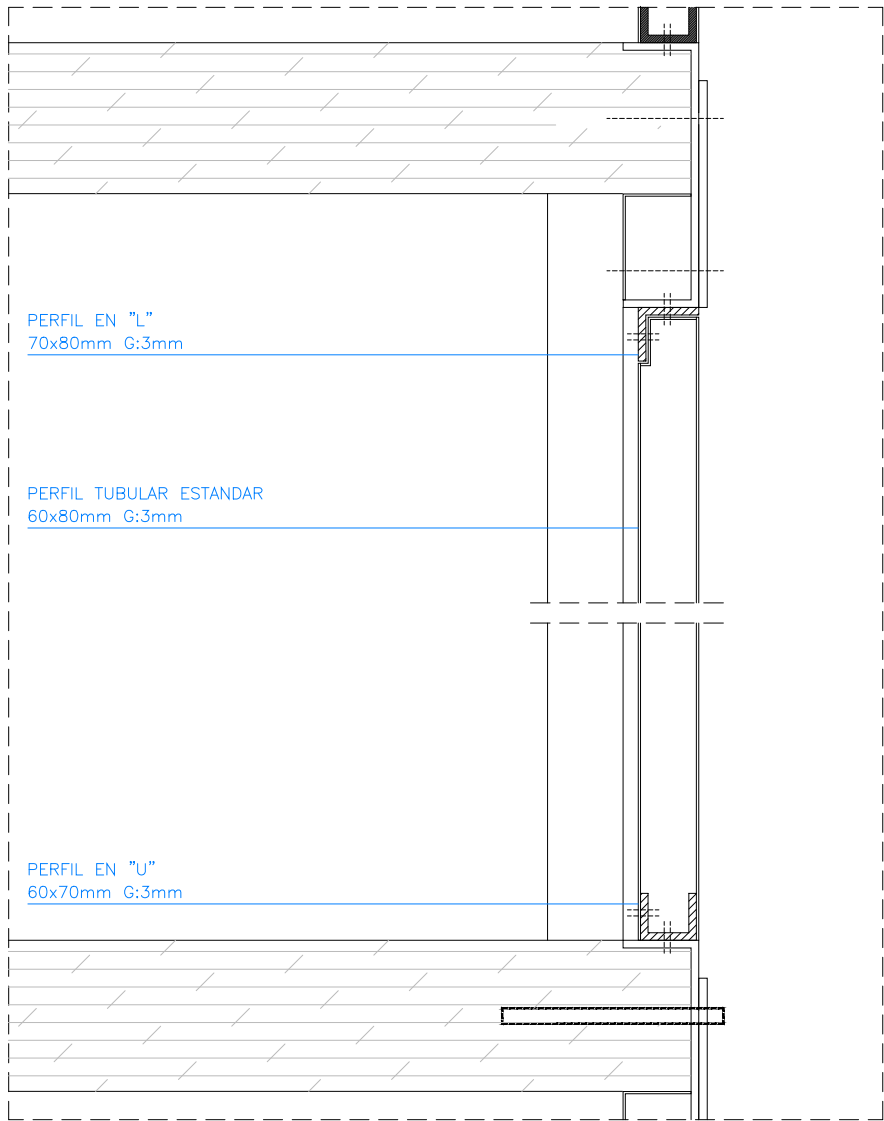 PERFIL EN "L"
70x80mm G:3mm
PERFIL TUBULAR ESTANDAR
60x80mm G:3mm
PERFIL EN "U"
60x70mm G:3mm